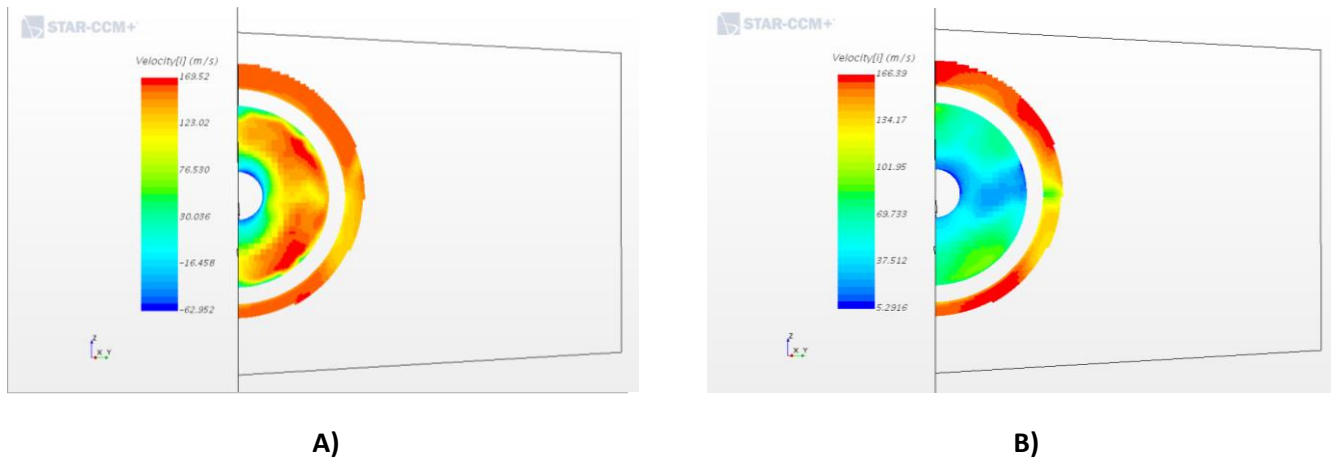 STAR-CCM+
Velocity[i] (m/s)
169.52
123.02
76.530
30.036
-16.458
-62.952
Z
X Y
A)
STAR-CCM+
Velocity[i] (m/s)
166.39
134.17
101.95
69.733
37.512
5.2916
Z
X Y
B)